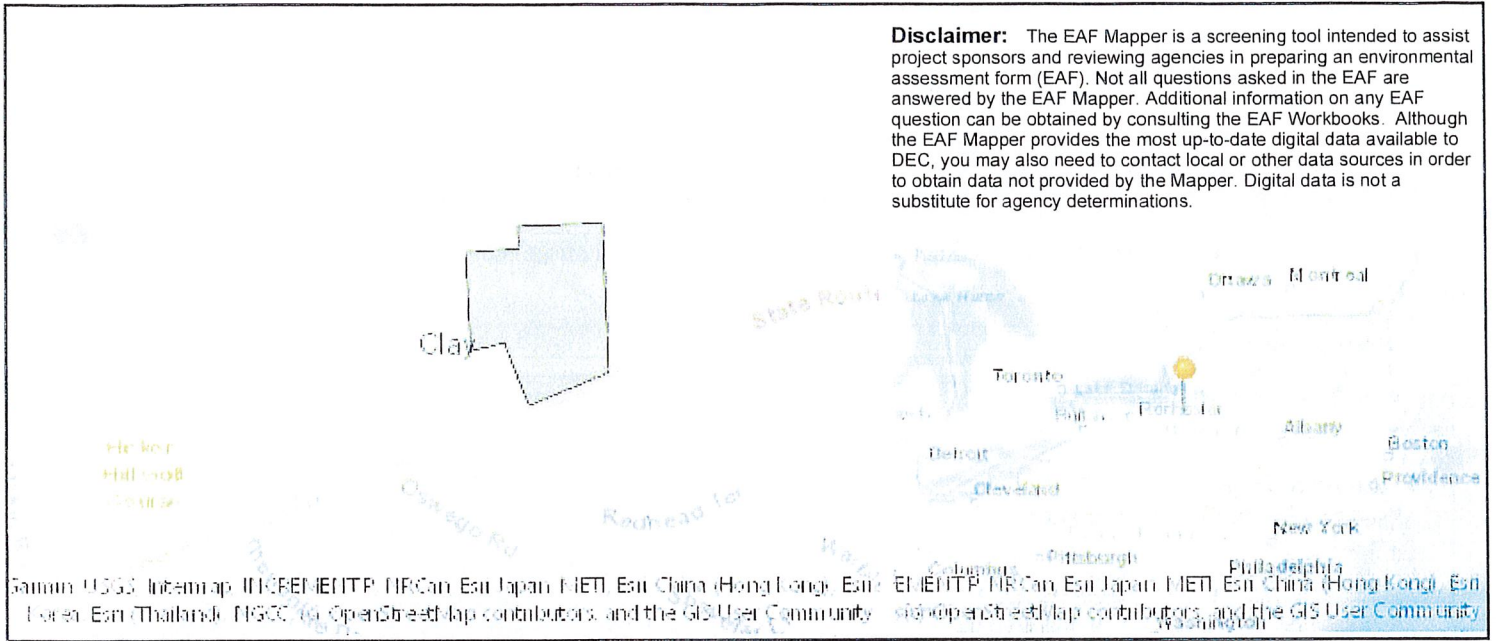 Disclaimer: The EAF Mapper is a screening tool intended to assist
project sponsors and reviewing agencies in preparing an environmental
assessment form (EAF). Not all questions asked in the EAF are
answered by the EAF Mapper. Additional information on any EAF
question can be obtained by consulting the EAF Workbooks. Although
the EAF Mapper provides the most up-to-date digital data available to
DEC, you may also need to contact local or other data sources in order
to obtain data not provided by the Mapper. Digital data is not a
substitute for agency determinations.
Clay
State Route
Oswego Rd
Ottawa Montreal
Toronto
Albany
Boston
Detroit
Providence
Cleveland
New York
Pittsburgh
Philadelphia
Washington
Garmin, USGS, Intermap, INCREMENT P, NRCan, Esri Japan, METI, Esri China (Hong Kong), Esri
Korea, Esri (Thailand), NGCC, (c) OpenStreetMap contributors, and the GIS User Community
EMENT P, NRCan, Esri Japan, METI, Esri China (Hong Kong), Esri
OpenStreetMap contributors, and the GIS User Community